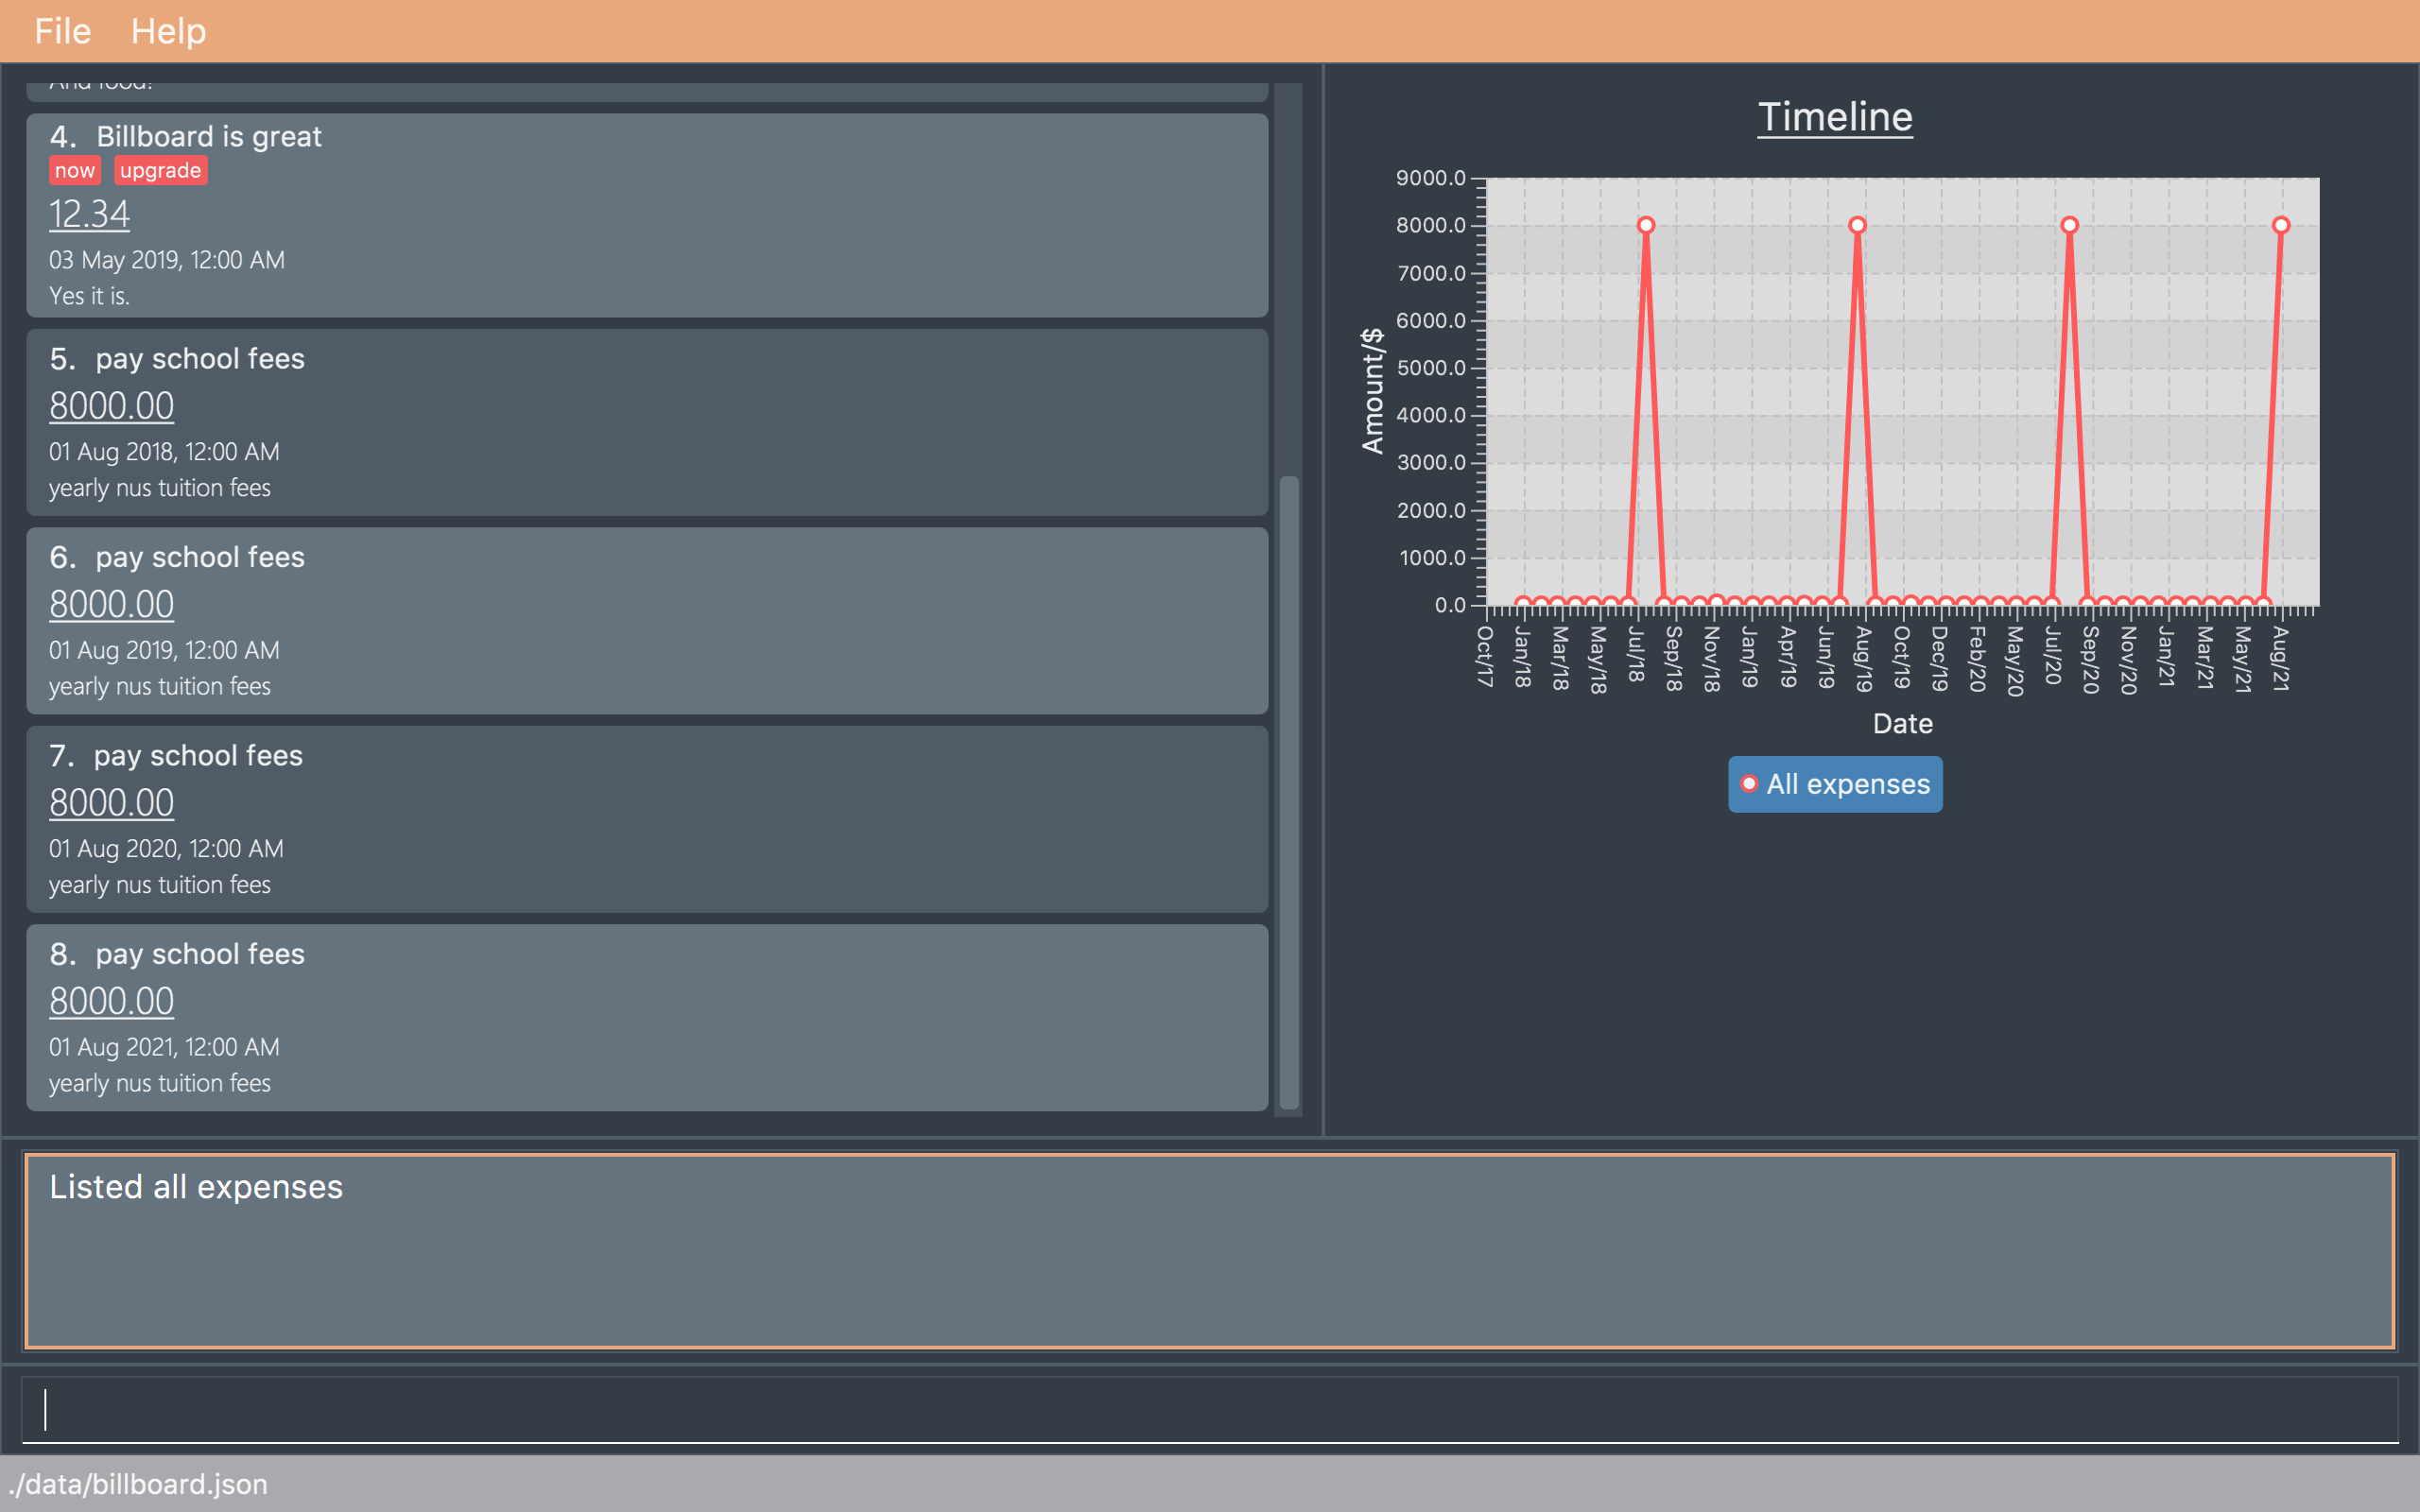 File Help
And food!
4. Billboard is great
now upgrade
12.34
03 May 2019, 12:00 AM
Yes it is.
5. pay school fees
8000.00
01 Aug 2018, 12:00 AM
yearly nus tuition fees
6. pay school fees
8000.00
01 Aug 2019, 12:00 AM
yearly nus tuition fees
7. pay school fees
8000.00
01 Aug 2020, 12:00 AM
yearly nus tuition fees
8. pay school fees
8000.00
01 Aug 2021, 12:00 AM
yearly nus tuition fees
Timeline
Amount/$
9000.0
8000.0
7000.0
6000.0
5000.0
4000.0
3000.0
2000.0
1000.0
0.0
Oct/17
Jan/18
Mar/18
May/18
Jul/18
Sep/18
Nov/18
Jan/19
Apr/19
Jun/19
Aug/19
Oct/19
Dec/19
Feb/20
May/20
Jul/20
Sep/20
Nov/20
Jan/21
Mar/21
May/21
Aug/21
Date
All expenses
Listed all expenses
./data/billboard.json